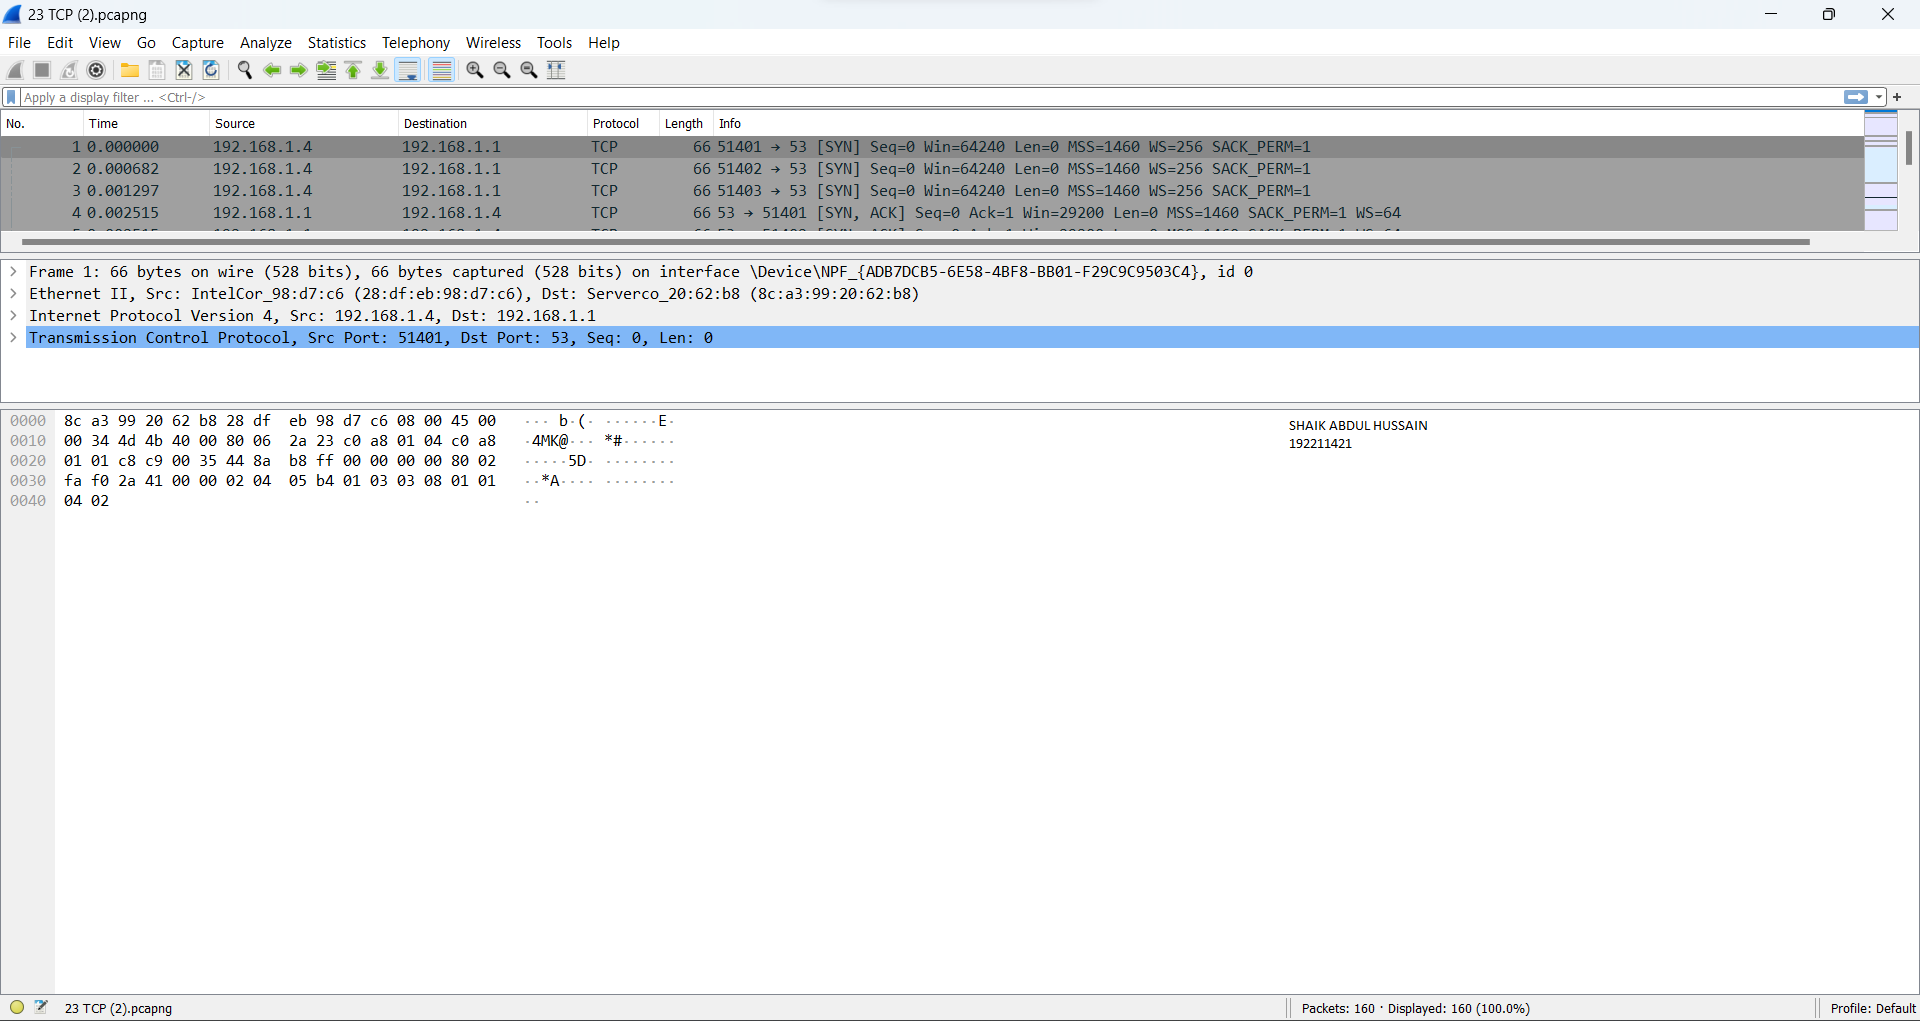 23 TCP (2).pcapng
File Edit View Go Capture Analyze Statistics Telephony Wireless Tools Help
Apply a display filter ... <Ctrl-/>
No. Time Source Destination Protocol Length Info
1 0.000000 192.168.1.4 192.168.1.1 TCP 66 51401 → 53 [SYN] Seq=0 Win=64240 Len=0 MSS=1460 WS=256 SACK_PERM=1
2 0.000682 192.168.1.4 192.168.1.1 TCP 66 51402 → 53 [SYN] Seq=0 Win=64240 Len=0 MSS=1460 WS=256 SACK_PERM=1
3 0.001297 192.168.1.4 192.168.1.1 TCP 66 51403 → 53 [SYN] Seq=0 Win=64240 Len=0 MSS=1460 WS=256 SACK_PERM=1
4 0.002515 192.168.1.1 192.168.1.4 TCP 66 53 → 51401 [SYN, ACK] Seq=0 Ack=1 Win=29200 Len=0 MSS=1460 SACK_PERM=1 WS=64
Frame 1: 66 bytes on wire (528 bits), 66 bytes captured (528 bits) on interface \Device\NPF_{ADB7DCB5-6E58-4BF8-BB01-F29C9C9503C4}, id 0
Ethernet II, Src: IntelCor_98:d7:c6 (28:df:eb:98:d7:c6), Dst: Serverco_20:62:b8 (8c:a3:99:20:62:b8)
Internet Protocol Version 4, Src: 192.168.1.4, Dst: 192.168.1.1
Transmission Control Protocol, Src Port: 51401, Dst Port: 53, Seq: 0, Len: 0
0000 8c a3 99 20 62 b8 28 df eb 98 d7 c6 08 00 45 00 ··· b·(· ······E·
0010 00 34 4d 4b 40 00 80 06 2a 23 c0 a8 01 04 c0 a8 ·4MK@··· *#······
0020 01 01 c8 c9 00 35 44 8a b8 ff 00 00 00 00 80 02 ·····5D· ········
0030 fa f0 2a 41 00 00 02 04 05 b4 01 03 03 08 01 01 ··*A···· ········
0040 04 02 ··
SHAIK ABDUL HUSSAIN
192211421
23 TCP (2).pcapng
Packets: 160 · Displayed: 160 (100.0%)
Profile: Default